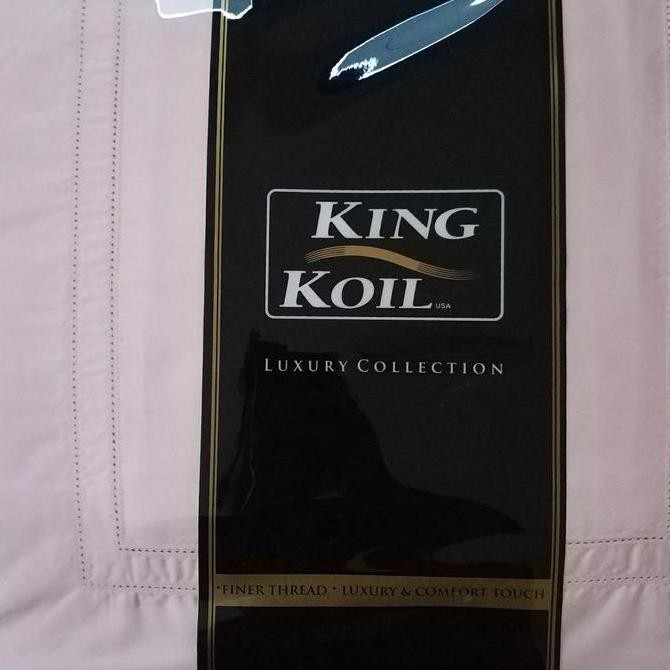 KING
KOIL USA
LUXURY COLLECTION
•FINER THREAD • LUXURY & COMFORT TOUCH